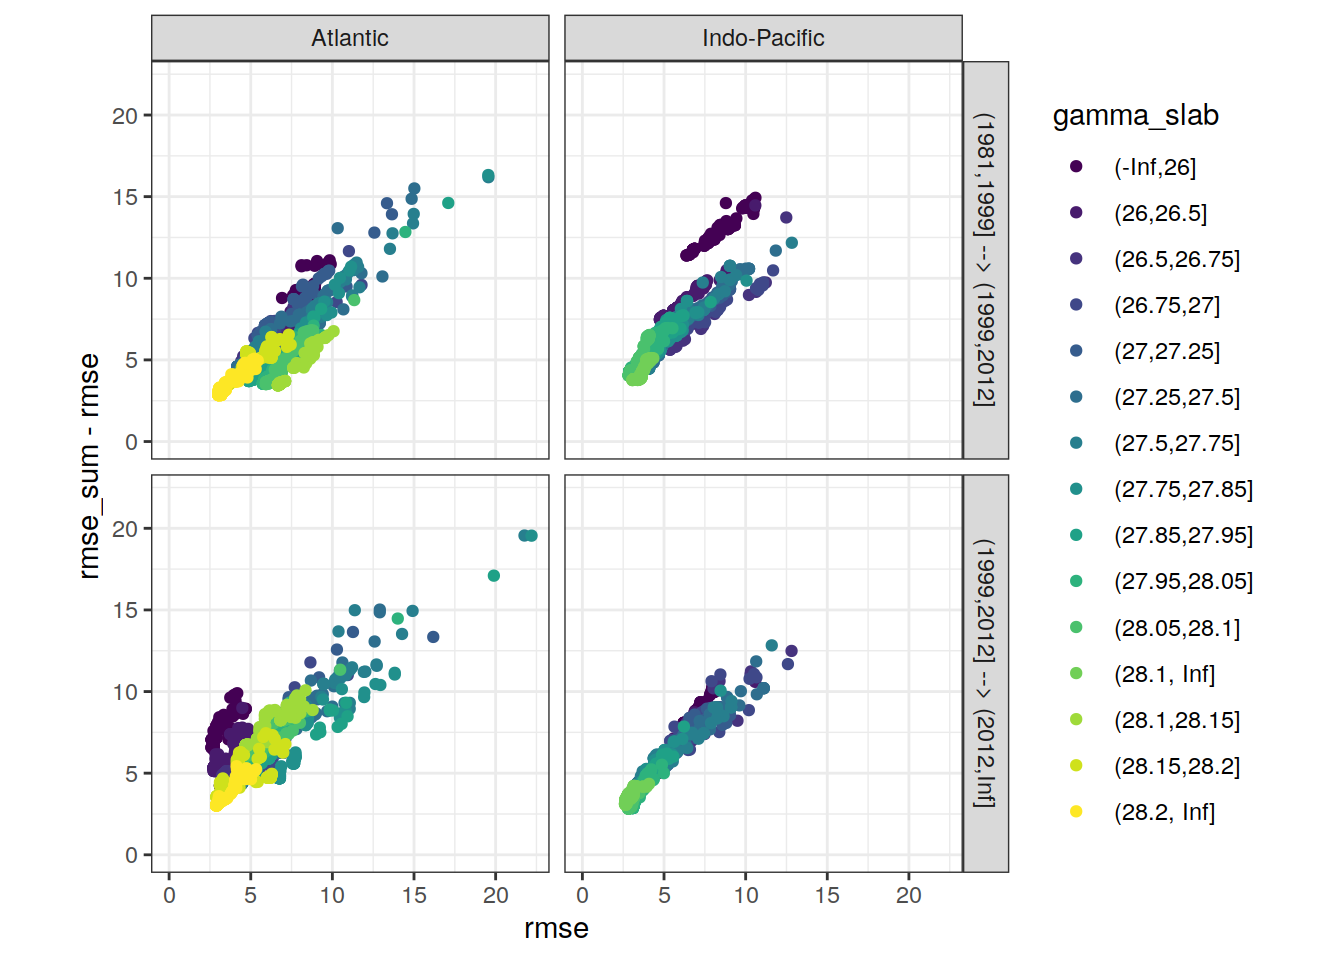 Atlantic
Indo-Pacific
(1981,1999] --> (1999,2012]
(1999,2012] --> (2012,Inf]
rmse_sum - rmse
20
15
10
5
0
20
15
10
5
0
0 5 10 15 20
0 5 10 15 20
rmse
gamma_slab
(-Inf,26]
(26,26.5]
(26.5,26.75]
(26.75,27]
(27,27.25]
(27.25,27.5]
(27.5,27.75]
(27.75,27.85]
(27.85,27.95]
(27.95,28.05]
(28.05,28.1]
(28.1, Inf]
(28.1,28.15]
(28.15,28.2]
(28.2, Inf]